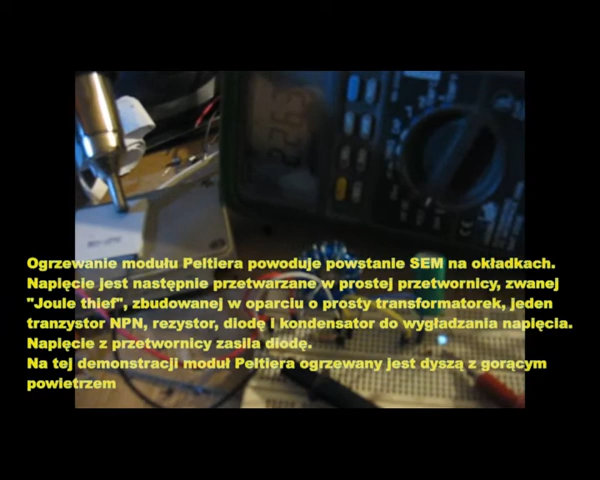 Ogrzewanie modułu Peltiera powoduje powstanie SEM na okładkach.
Napięcie jest następnie przetwarzane w prostej przetwornicy, zwanej
"Joule thief", zbudowanej w oparciu o prosty transformatorek, jeden
tranzystor NPN, rezystor, diodę i kondensator do wygładzania napięcia.
Napięcie z przetwornicy zasila diodę.
Na tej demonstracji moduł Peltiera ogrzewany jest dyszą z gorącym
powietrzem